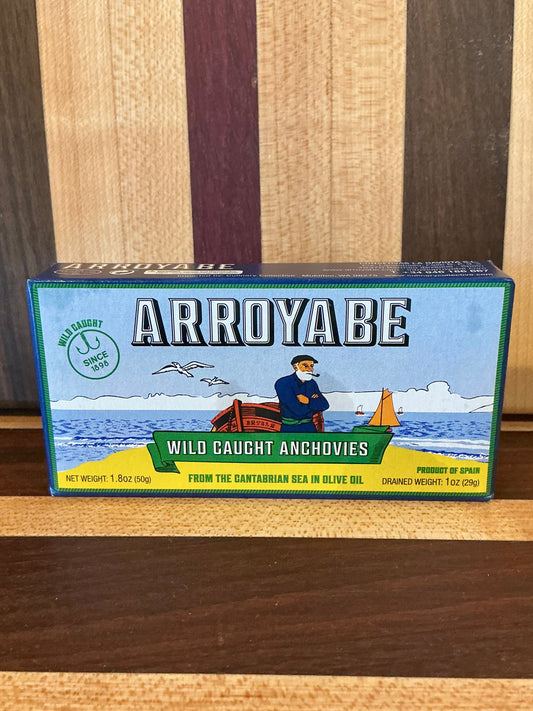 ARROYABE
ARROYABE
WILD CAUGHT
SINCE
1896
WILD CAUGHT ANCHOVIES
PRODUCT OF SPAIN
NET WEIGHT: 1.8oz (50g)
FROM THE CANTABRIAN SEA IN OLIVE OIL
DRAINED WEIGHT: 1oz (29g)